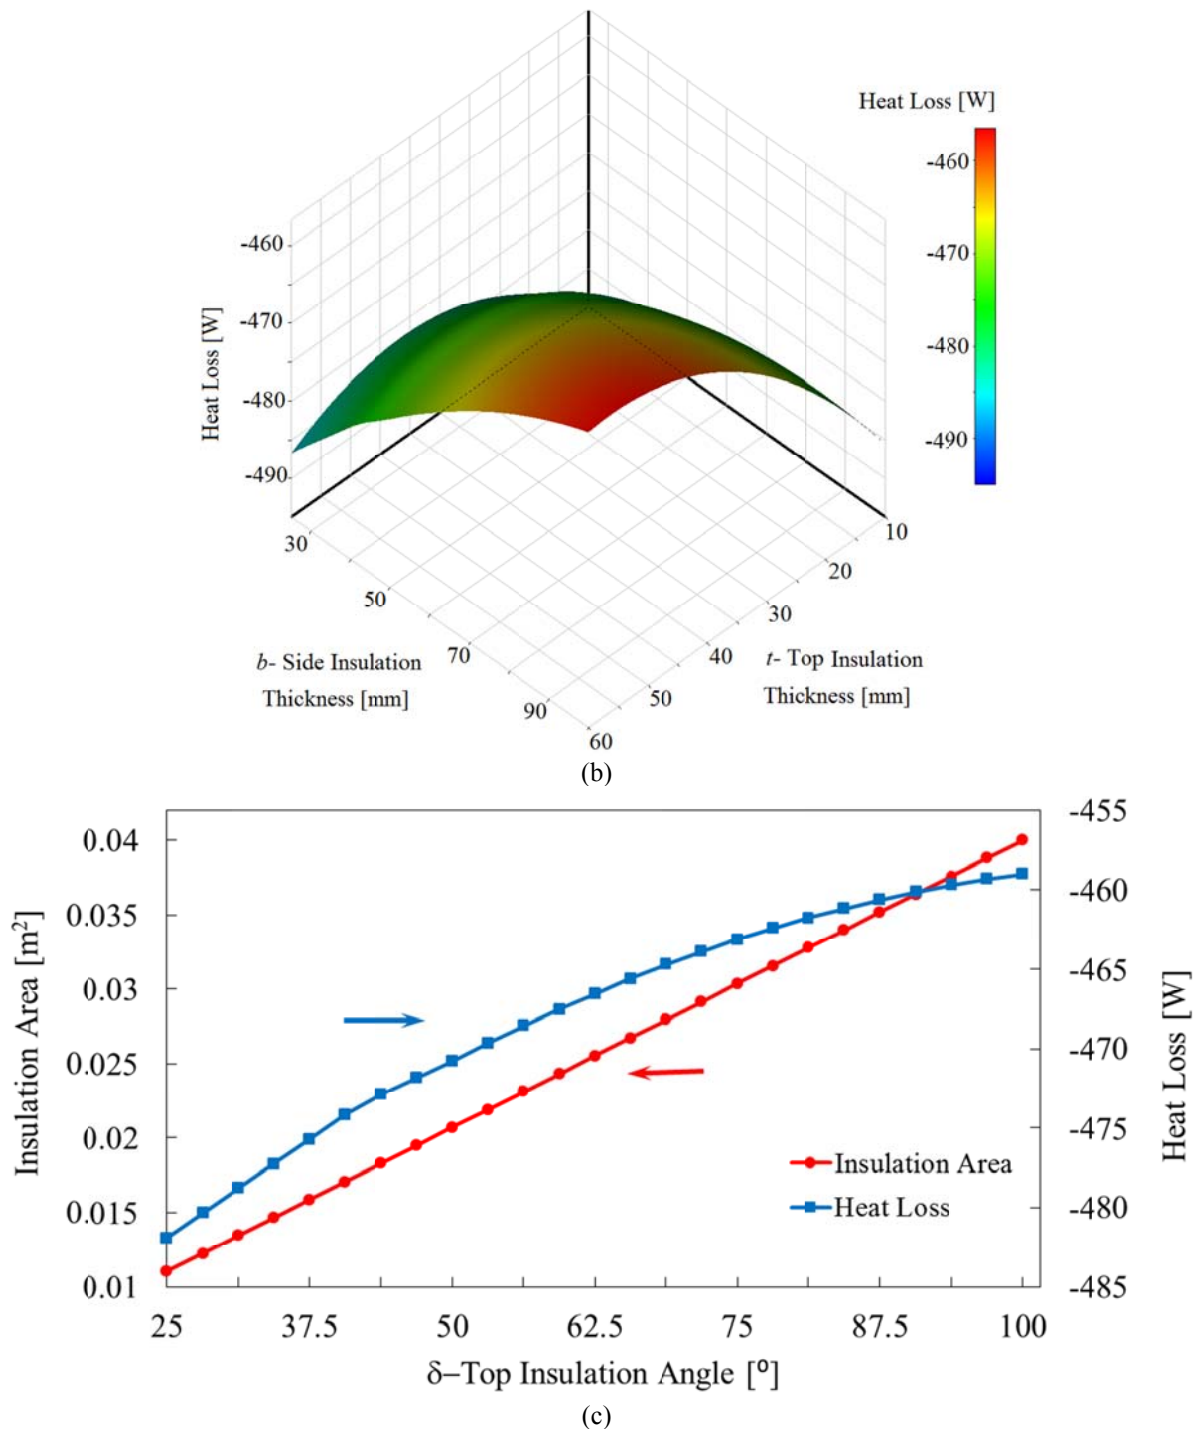 Heat Loss [W]
-460
-470
-480
-490
-460
-470
-480
-490
Heat Loss [W]
30
50
70
90
b- Side Insulation
Thickness [mm]
10
20
30
40
50
60
t- Top Insulation
Thickness [mm]
(b)
0.04
0.035
0.03
0.025
0.02
0.015
0.01
Insulation Area [m²]
-455
-460
-465
-470
-475
-480
-485
Heat Loss [W]
Insulation Area
Heat Loss
25 37.5 50 62.5 75 87.5 100
δ–Top Insulation Angle [º]
(c)